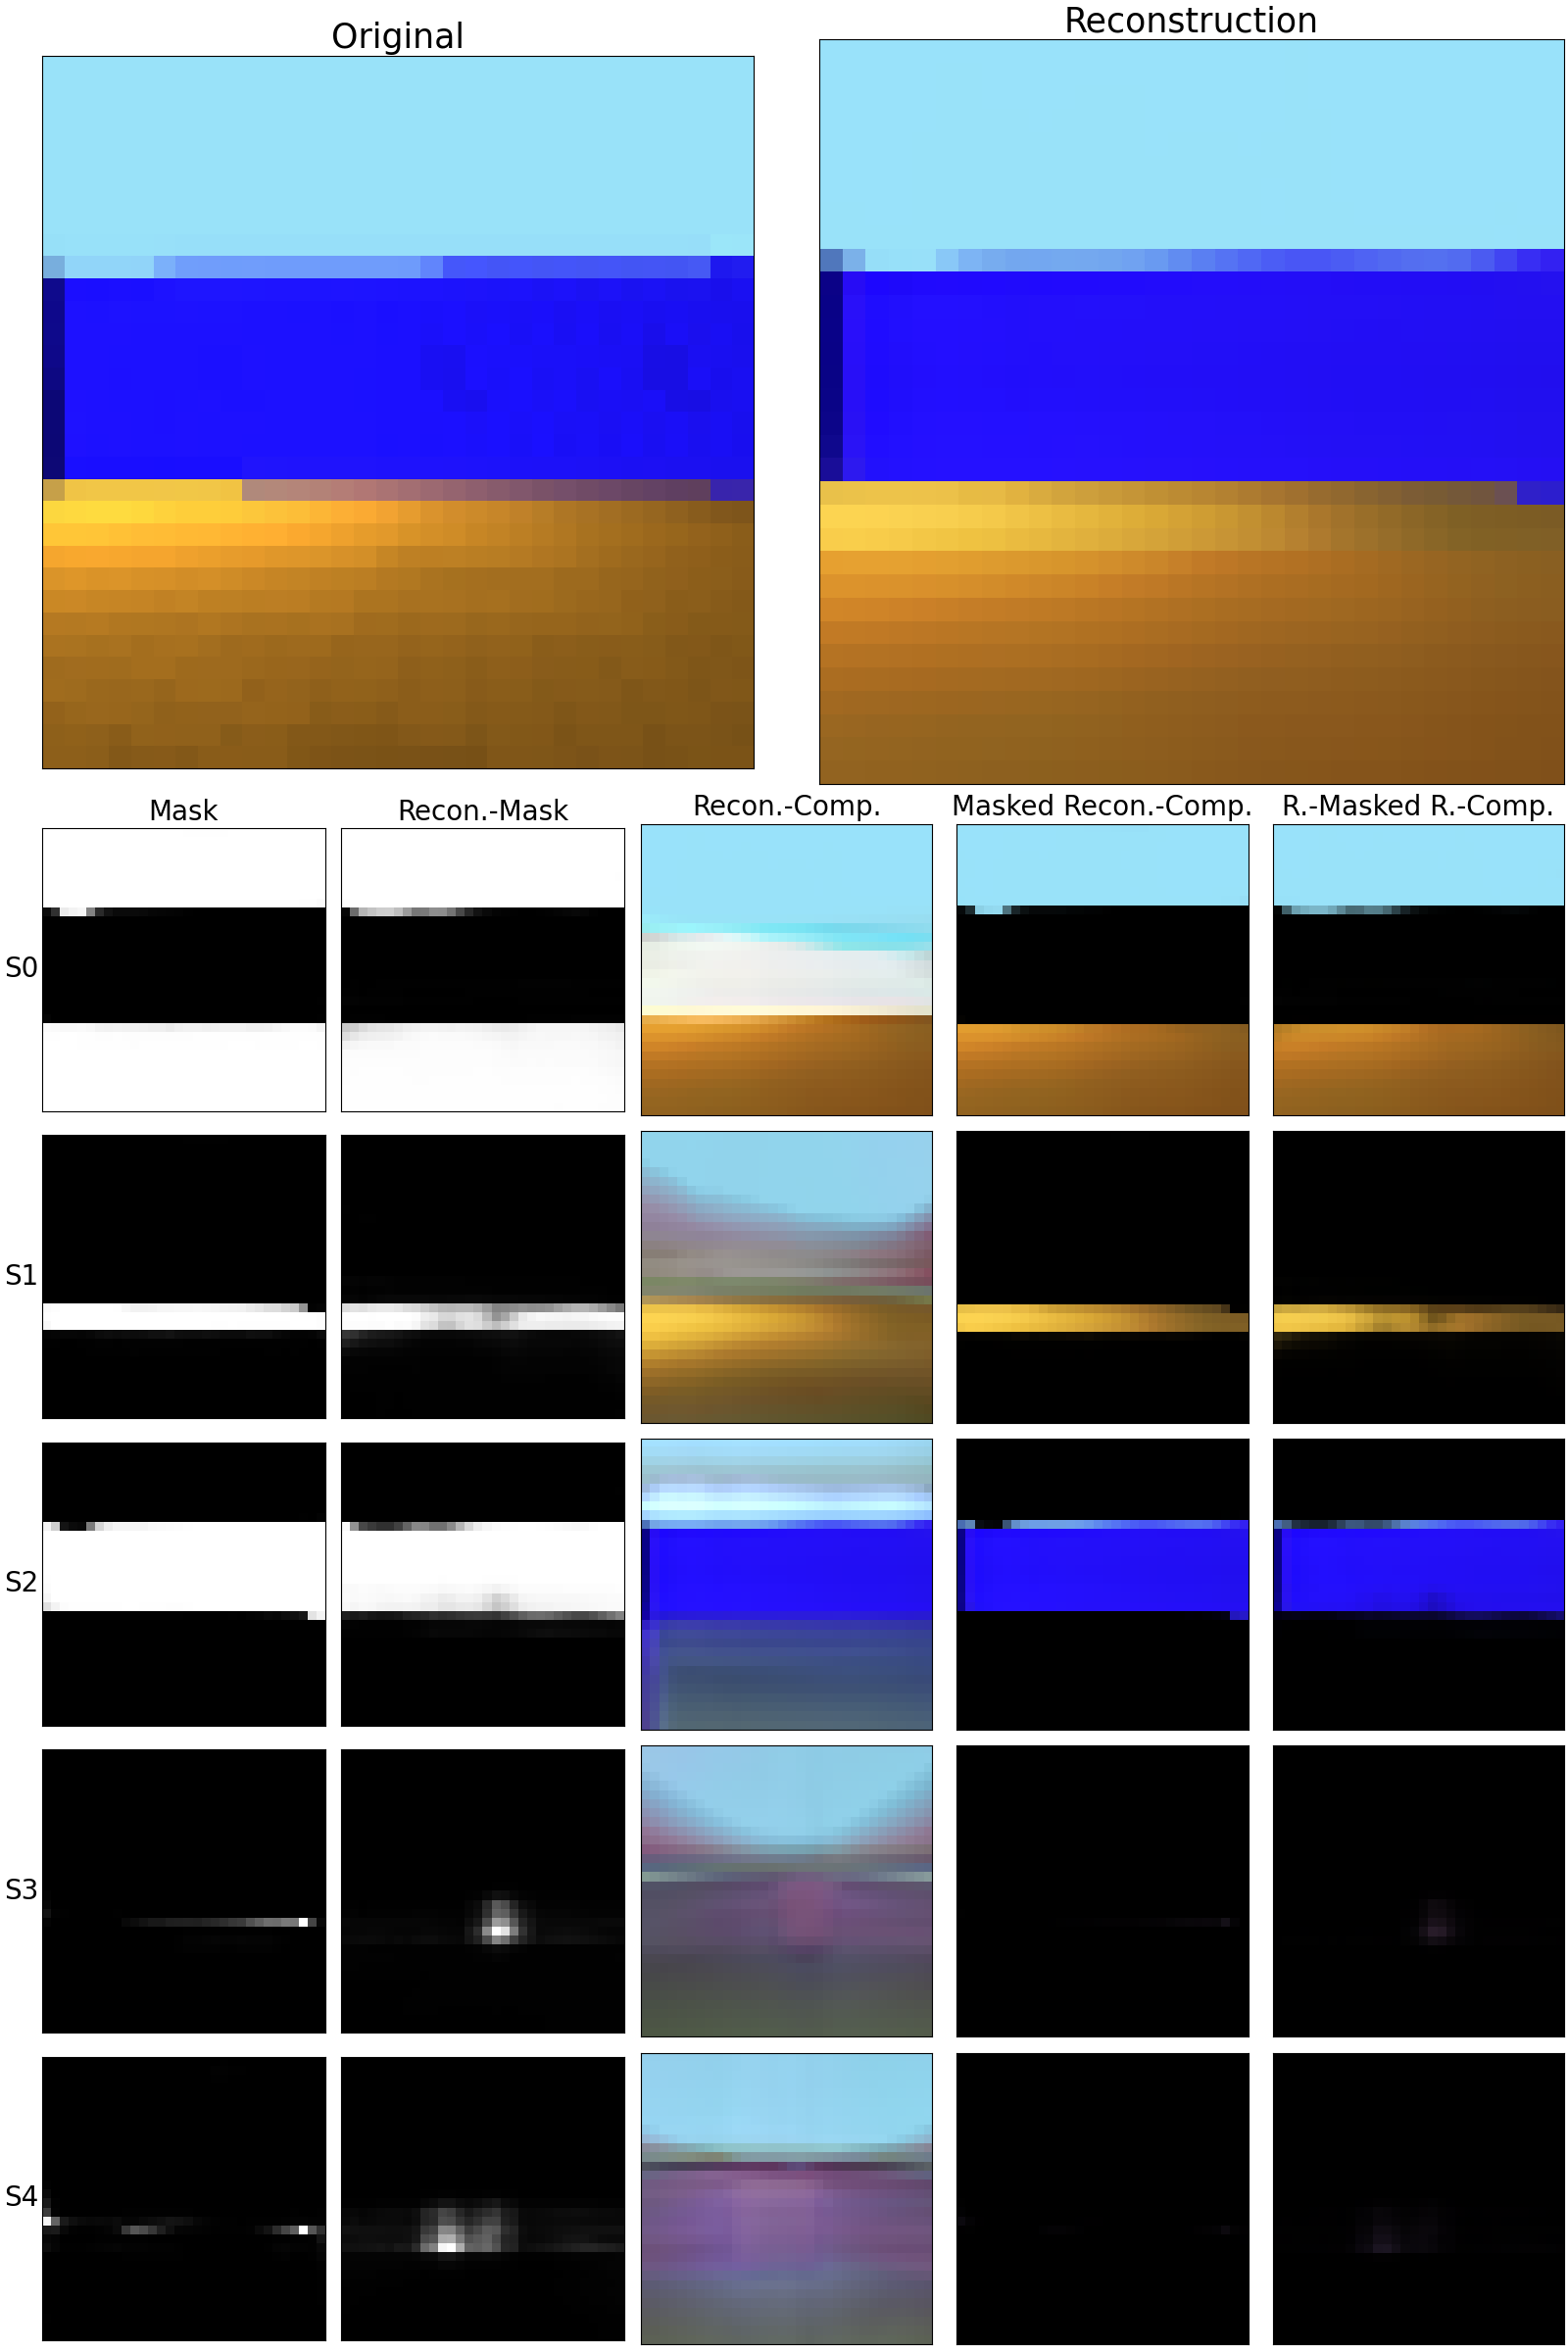 Original
Reconstruction
Mask
Recon.-Mask
Recon.-Comp.
Masked Recon.-Comp.
R.-Masked R.-Comp.
S0
S1
S2
S3
S4